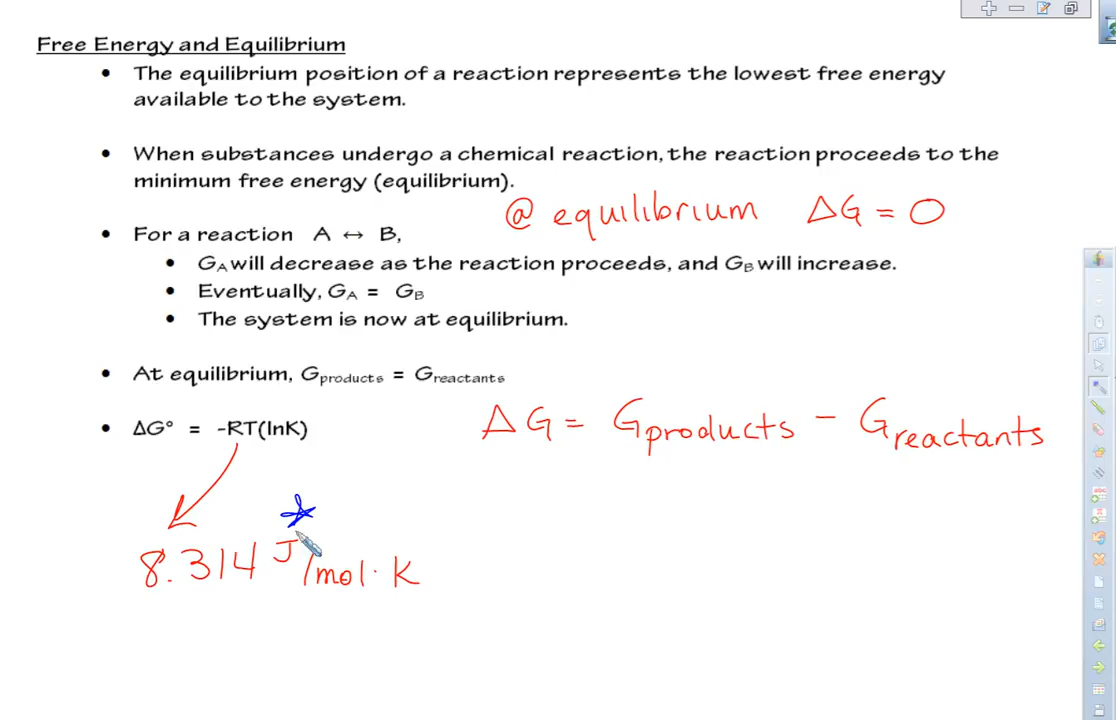 Free Energy and Equilibrium
• The equilibrium position of a reaction represents the lowest free energy
available to the system.
• When substances undergo a chemical reaction, the reaction proceeds to the
minimum free energy (equilibrium).
@ equilibrium ΔG = 0
• For a reaction A ↔ B,
• GA will decrease as the reaction proceeds, and GB will increase.
• Eventually, GA = GB
• The system is now at equilibrium.
• At equilibrium, Gproducts = Greactants
• ΔG° = -RT(lnK)
ΔG = Gproducts - Greactants
8.314 J/mol·K